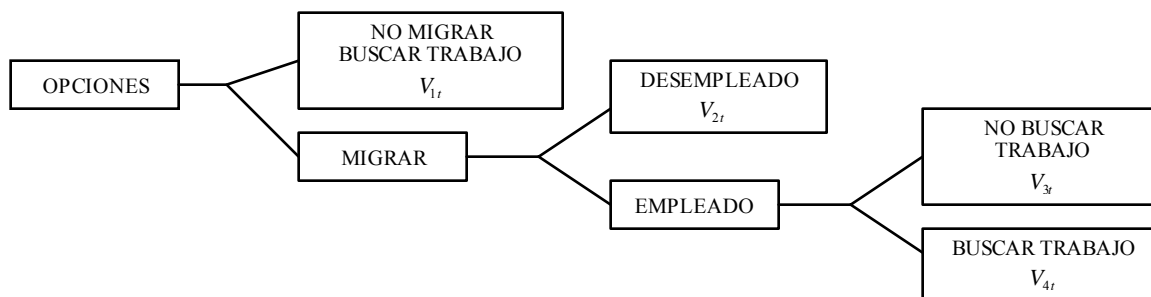 OPCIONES
NO MIGRAR
BUSCAR TRABAJO
V1t
MIGRAR
DESEMPLEADO
V2t
EMPLEADO
NO BUSCAR
TRABAJO
V3t
BUSCAR TRABAJO
V4t